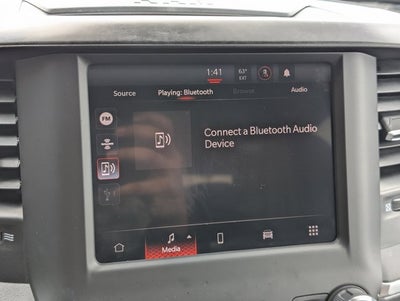 1:41
63°
EXT
Source
Playing: Bluetooth
Browse
Audio
FM
Connect a Bluetooth Audio
Device
Media